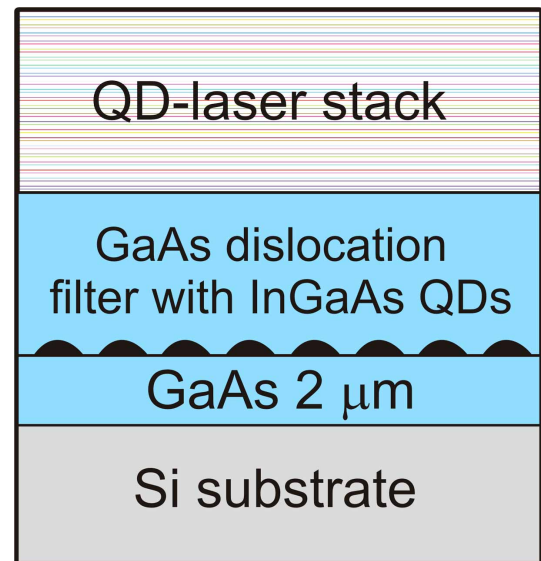 QD-laser stack
GaAs dislocation
filter with InGaAs QDs
GaAs 2 μm
Si substrate